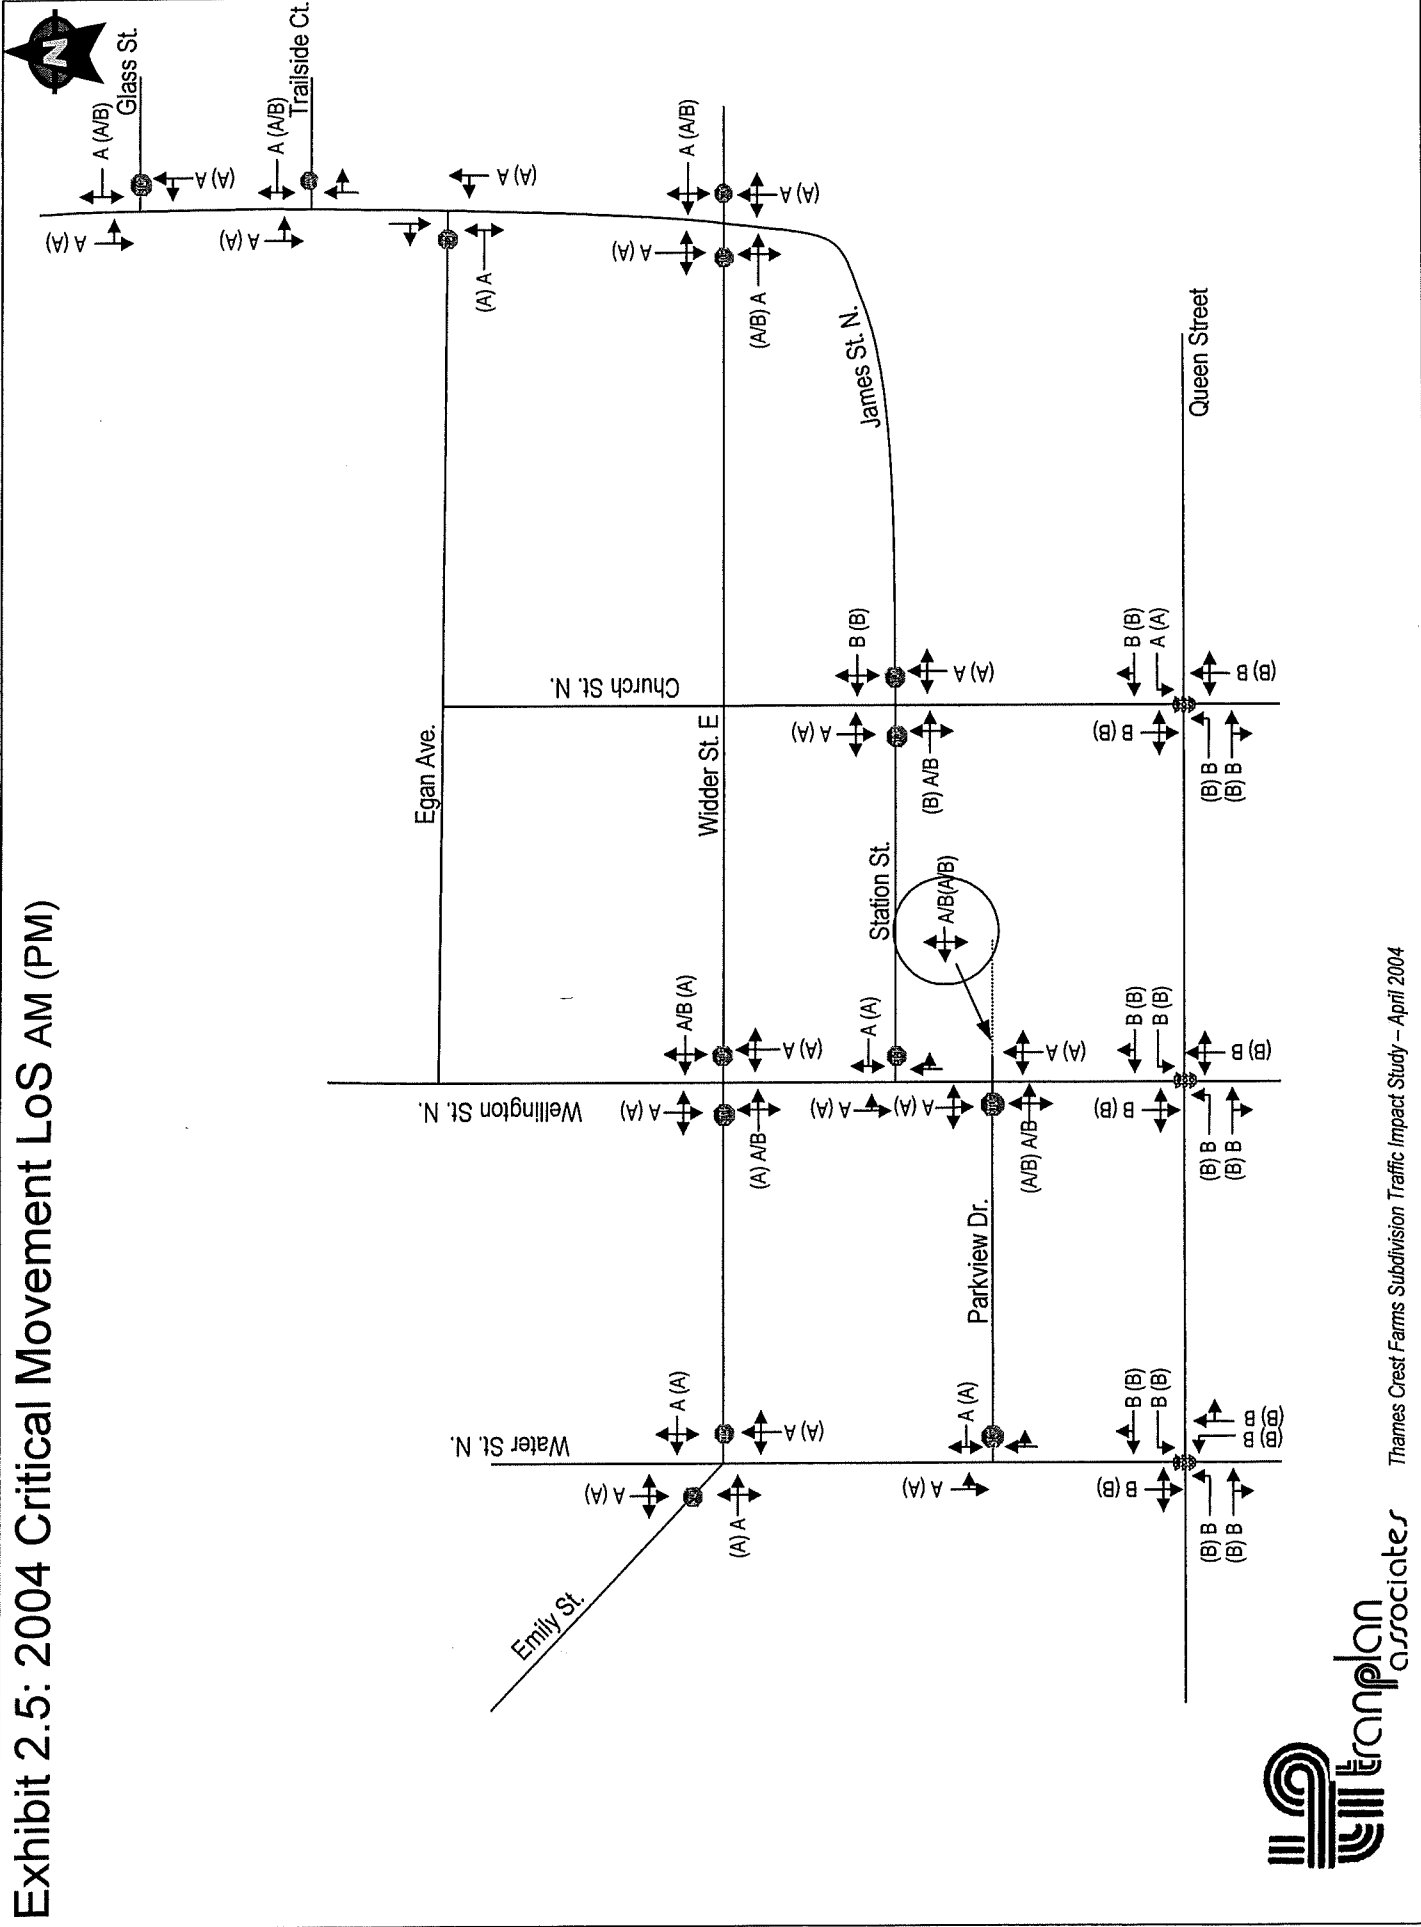 Exhibit 2.5: 2004 Critical Movement LoS AM (PM)
N
Glass St.
A (A/B)
A (A)
A (A)
Trailside Ct.
A (A/B)
A (A)
Egan Ave.
A (A)
(A) A
Widder St. E
A (A/B)
A (A)
A (A)
(A/B) A
James St. N.
Church St. N.
Station St.
B (B)
A (A)
A (A)
(B) A/B
Wellington St. N.
A/B (A)
A (A)
A (A)
(A) A/B
A (A)
A (A)
A/B(A/B)
A (A)
A (A)
(A/B) A/B
Parkview Dr.
Water St. N.
A (A)
A (A)
A (A)
(A) A
Emily St.
A (A)
A (A)
Queen Street
B (B)
A (A)
B (B)
B (B)
(B) B
(B) B
B (B)
B (B)
B (B)
B (B)
(B) B
(B) B
B (B)
B (B)
B (B)
B (B)
B (B)
(B) B
(B) B
tranplan
associates
Thames Crest Farms Subdivision Traffic Impact Study – April 2004